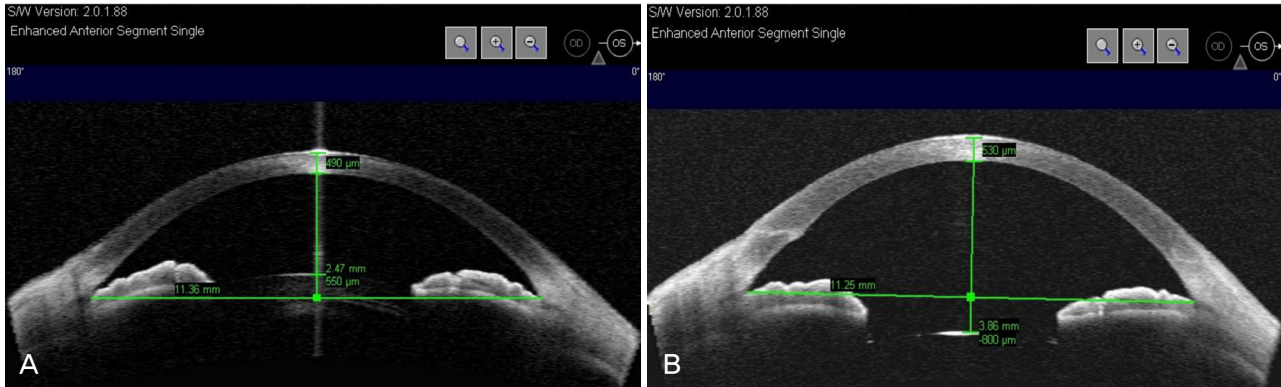 S/W Version: 2.0.1.88
Enhanced Anterior Segment Single
OD
OS
180°
0°
490 µm
2.47 mm
550 µm
11.36 mm
A
S/W Version: 2.0.1.88
Enhanced Anterior Segment Single
OD
OS
180°
0°
530 µm
11.25 mm
3.86 mm
-800 µm
B